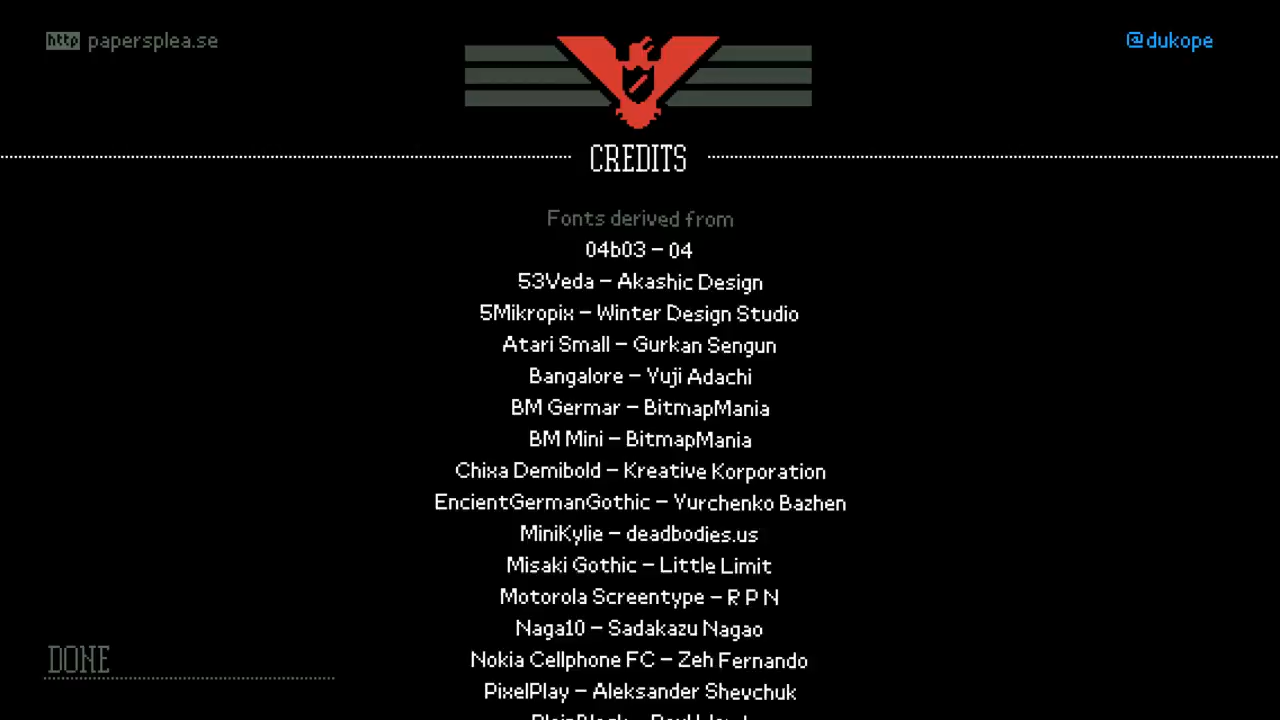 http papersplea.se
@dukope
CREDITS
Fonts derived from
04b03 – 04
53Veda – Akashic Design
5Mikropix – Winter Design Studio
Atari Small – Gurkan Sengun
Bangalore – Yuji Adachi
BM Germar – BitmapMania
BM Mini – BitmapMania
Chixa Demibold – Kreative Korporation
EncientGermanGothic – Yurchenko Bazhen
MiniKylie – deadbodies.us
Misaki Gothic – Little Limit
Motorola Screentype – R P N
Naga10 – Sadakazu Nagao
Nokia Cellphone FC – Zeh Fernando
DONE
PixelPlay – Aleksander Shevchuk